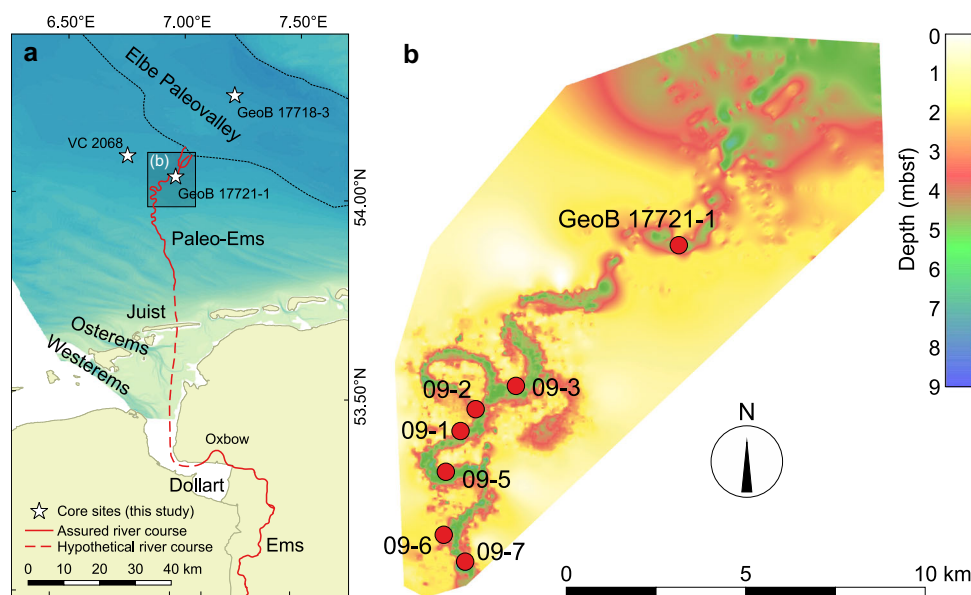 6.50°E 7.00°E 7.50°E
a
Elbe Paleovalley
GeoB 17718-3
VC 2068
(b)
GeoB 17721-1
54.00°N
Paleo-Ems
Juist
Osterems
Westerems
53.50°N
Oxbow
Dollart
Core sites (this study)
Assured river course
Hypothetical river course
Ems
0 10 20 30 40 km
b
GeoB 17721-1
09-2
09-3
09-1
09-5
09-6
09-7
N
0 5 10 km
Depth (mbsf)
0
1
2
3
4
5
6
7
8
9